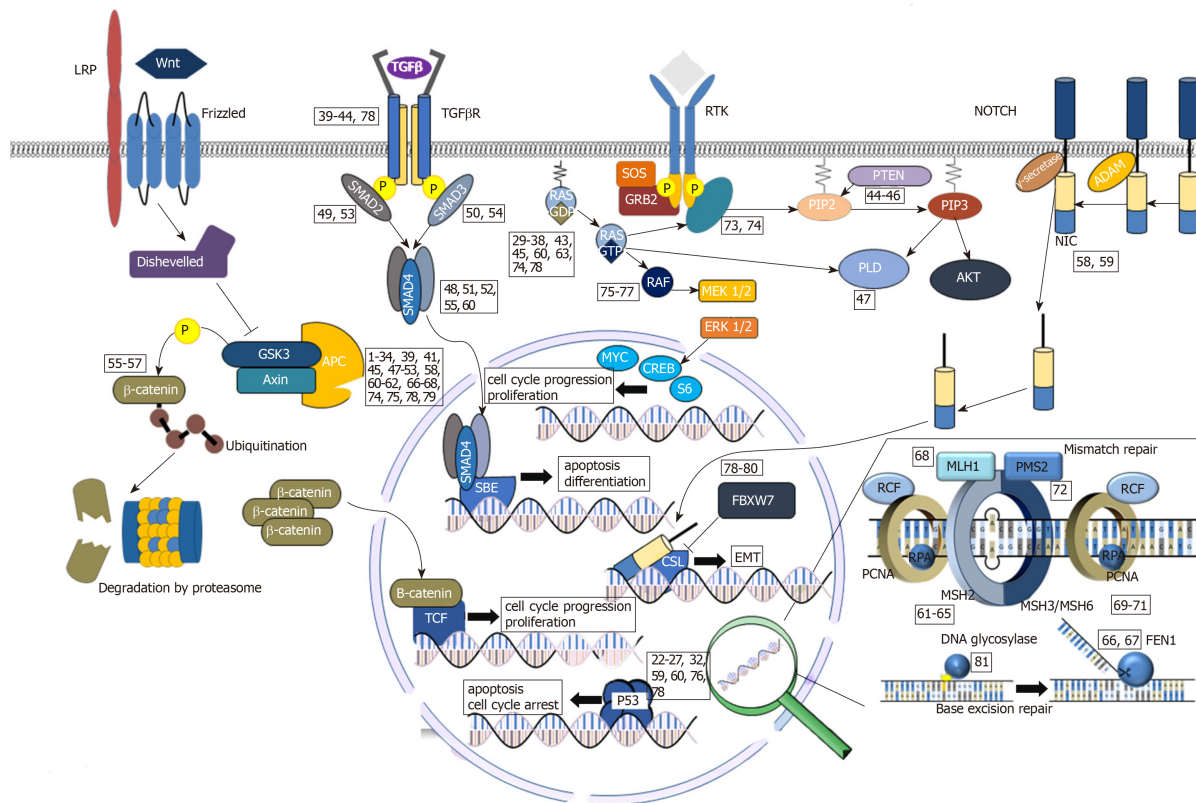 LRP
Wnt
Frizzled
TGFβ
39-44, 78
TGFβR
P
P
SMAD2
SMAD3
49, 53
50, 54
SMAD4
48, 51, 52,
55, 60
RTK
SOS
GRB2
P
P
RAS
GDP
RAS
GTP
29-38, 43,
45, 60, 63,
74, 78
73, 74
PTEN
44-46
PIP2
PIP3
PLD
47
AKT
75-77
RAF
MEK 1/2
ERK 1/2
NOTCH
γ-secretase
ADAM
NIC
58, 59
Dishevelled
P
GSK3
Axin
APC
1-34, 39, 41,
45, 47-53, 58,
60-62, 66-68,
74, 75, 78, 79
55-57
β-catenin
Ubiquitination
Degradation by proteasome
β-catenin
β-catenin
β-catenin
MYC
CREB
S6
cell cycle progression
proliferation
SMAD4
SBE
apoptosis
differentiation
78-80
FBXW7
CSL
EMT
B-catenin
TCF
cell cycle progression
proliferation
22-27, 32,
59, 60, 76,
78
apoptosis
cell cycle arrest
P53
Mismatch repair
68
MLH1
PMS2
72
RCF
RCF
RPA
RPA
PCNA
PCNA
MSH2
61-65
MSH3/MSH6
69-71
DNA glycosylase
81
66, 67
FEN1
Base excision repair